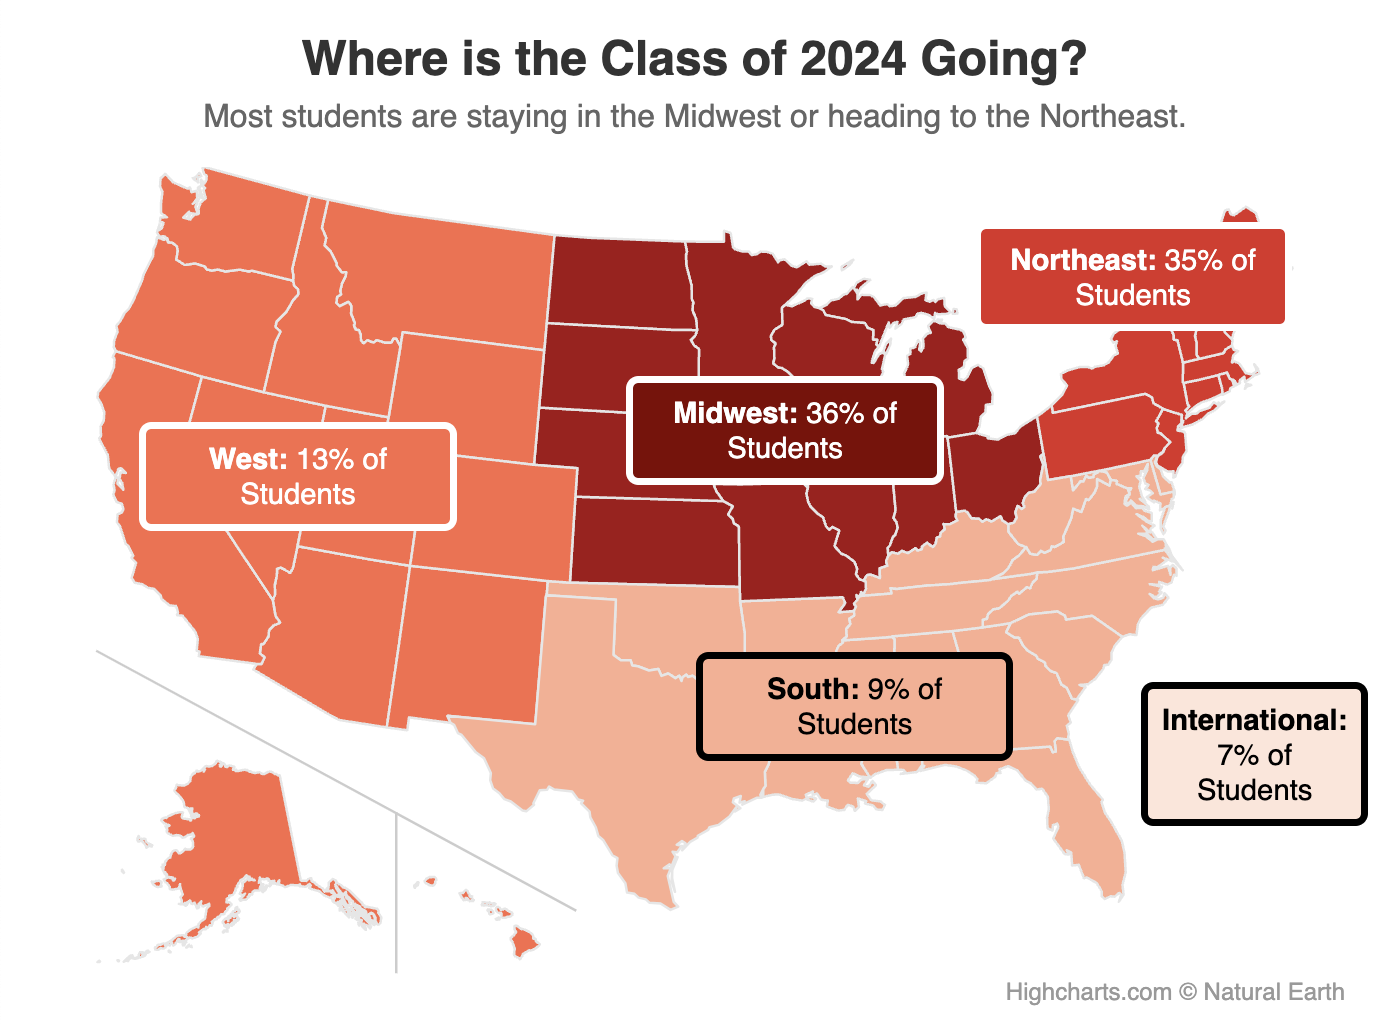 Where is the Class of 2024 Going?
Most students are staying in the Midwest or heading to the Northeast.
Northeast: 35% of
Students
Midwest: 36% of
Students
West: 13% of
Students
South: 9% of
Students
International:
7% of
Students
Highcharts.com © Natural Earth